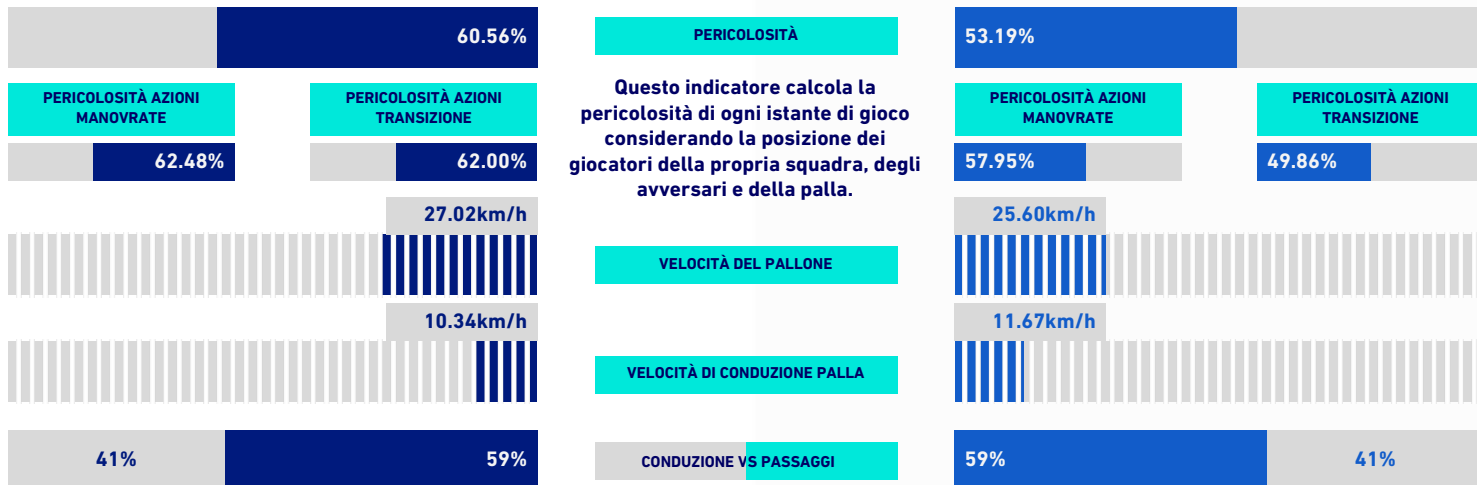 60.56%
PERICOLOSITÀ
53.19%
PERICOLOSITÀ AZIONI
MANOVRATE
PERICOLOSITÀ AZIONI
TRANSIZIONE
62.48%
62.00%
Questo indicatore calcola la
pericolosità di ogni istante di gioco
considerando la posizione dei
giocatori della propria squadra, degli
avversari e della palla.
PERICOLOSITÀ AZIONI
MANOVRATE
PERICOLOSITÀ AZIONI
TRANSIZIONE
57.95%
49.86%
27.02km/h
VELOCITÀ DEL PALLONE
25.60km/h
10.34km/h
VELOCITÀ DI CONDUZIONE PALLA
11.67km/h
41%
59%
CONDUZIONE VS PASSAGGI
59%
41%